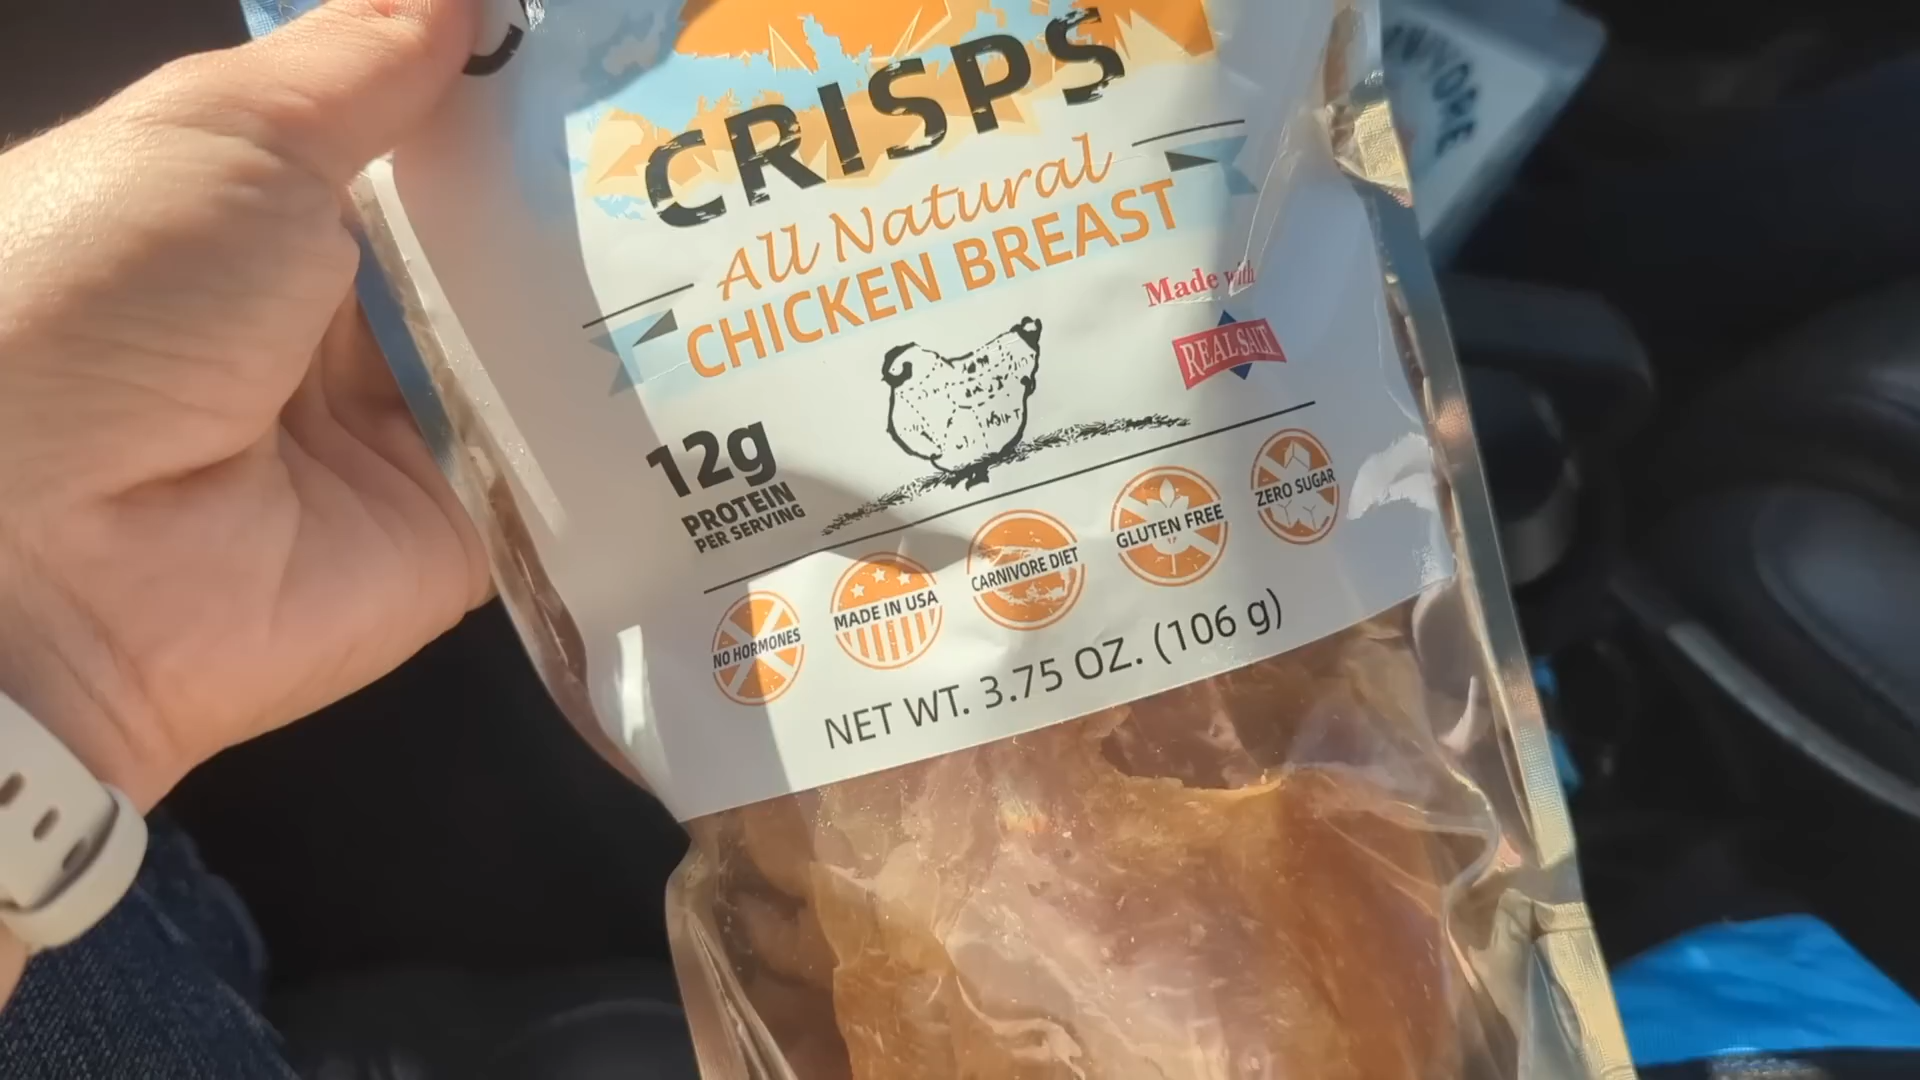 CRISPS
All Natural
CHICKEN BREAST
Made with
REAL SALT
12g
PROTEIN
PER SERVING
NO HORMONES
MADE IN USA
CARNIVORE DIET
GLUTEN FREE
ZERO SUGAR
NET WT. 3.75 OZ. (106 g)